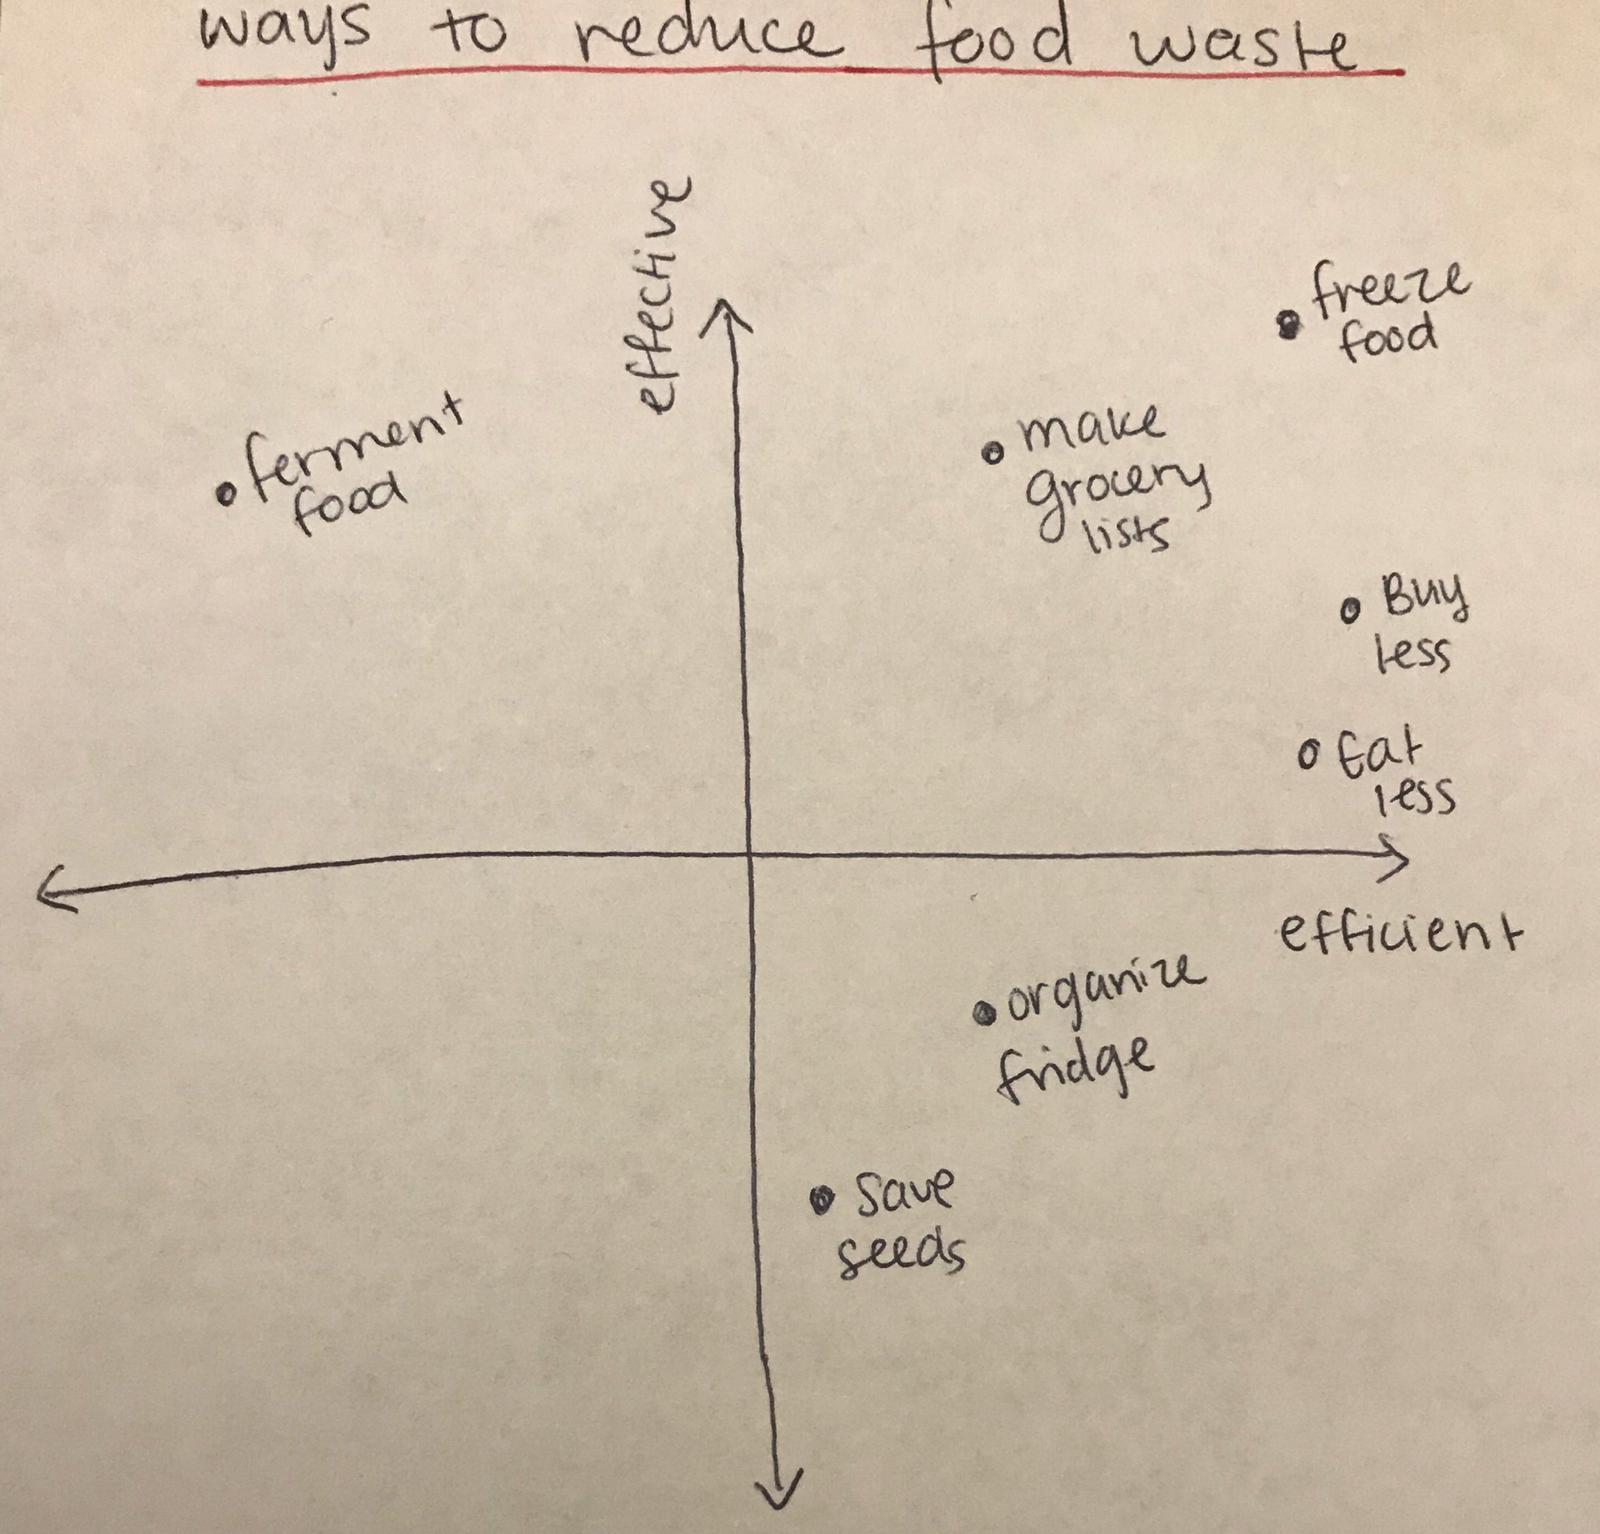 ways to reduce food waste
effective
freeze
food
ferment
food
make
grocery
lists
Buy
less
Eat
less
efficient
organize
fridge
save
seeds